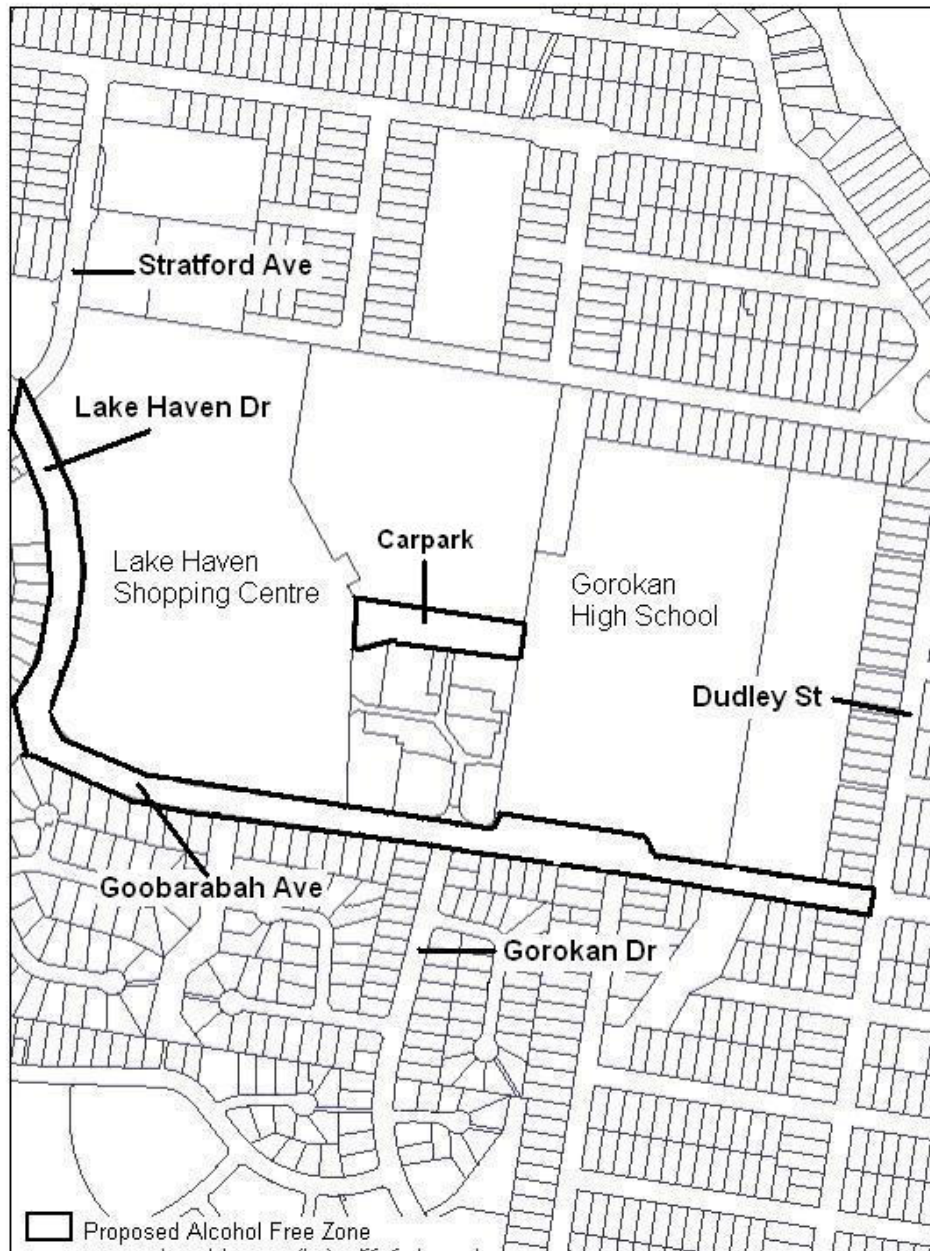 Stratford Ave
Lake Haven Dr
Carpark
Lake Haven
Shopping Centre
Gorokan
High School
Dudley St
Goobarabah Ave
Gorokan Dr
Proposed Alcohol Free Zone